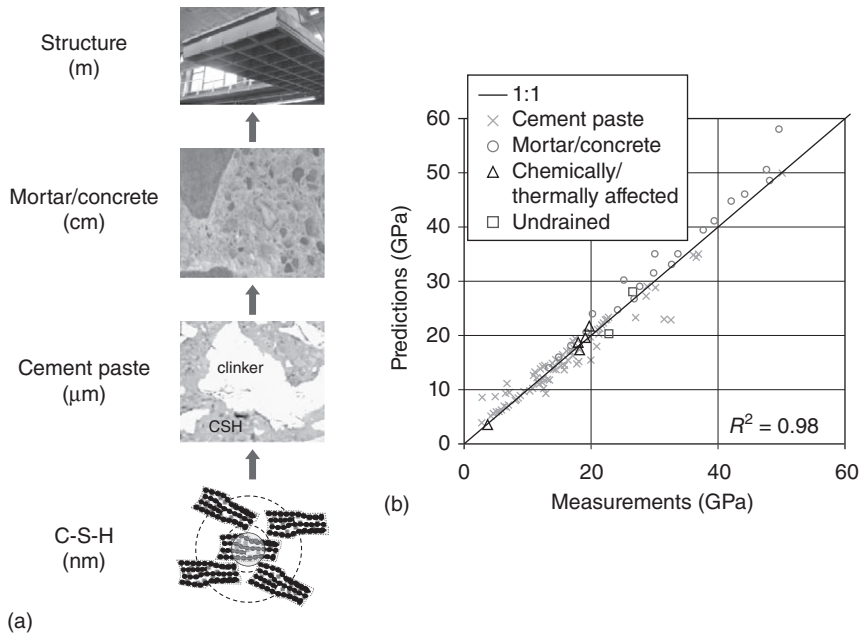 Structure
(m)
Mortar/concrete
(cm)
Cement paste
(μm)
clinker
CSH
C-S-H
(nm)
(a)
1:1
Cement paste
Mortar/concrete
Chemically/
thermally affected
Undrained
60
50
40
30
20
10
0
Predictions (GPa)
R² = 0.98
0 20 40 60
Measurements (GPa)
(b)